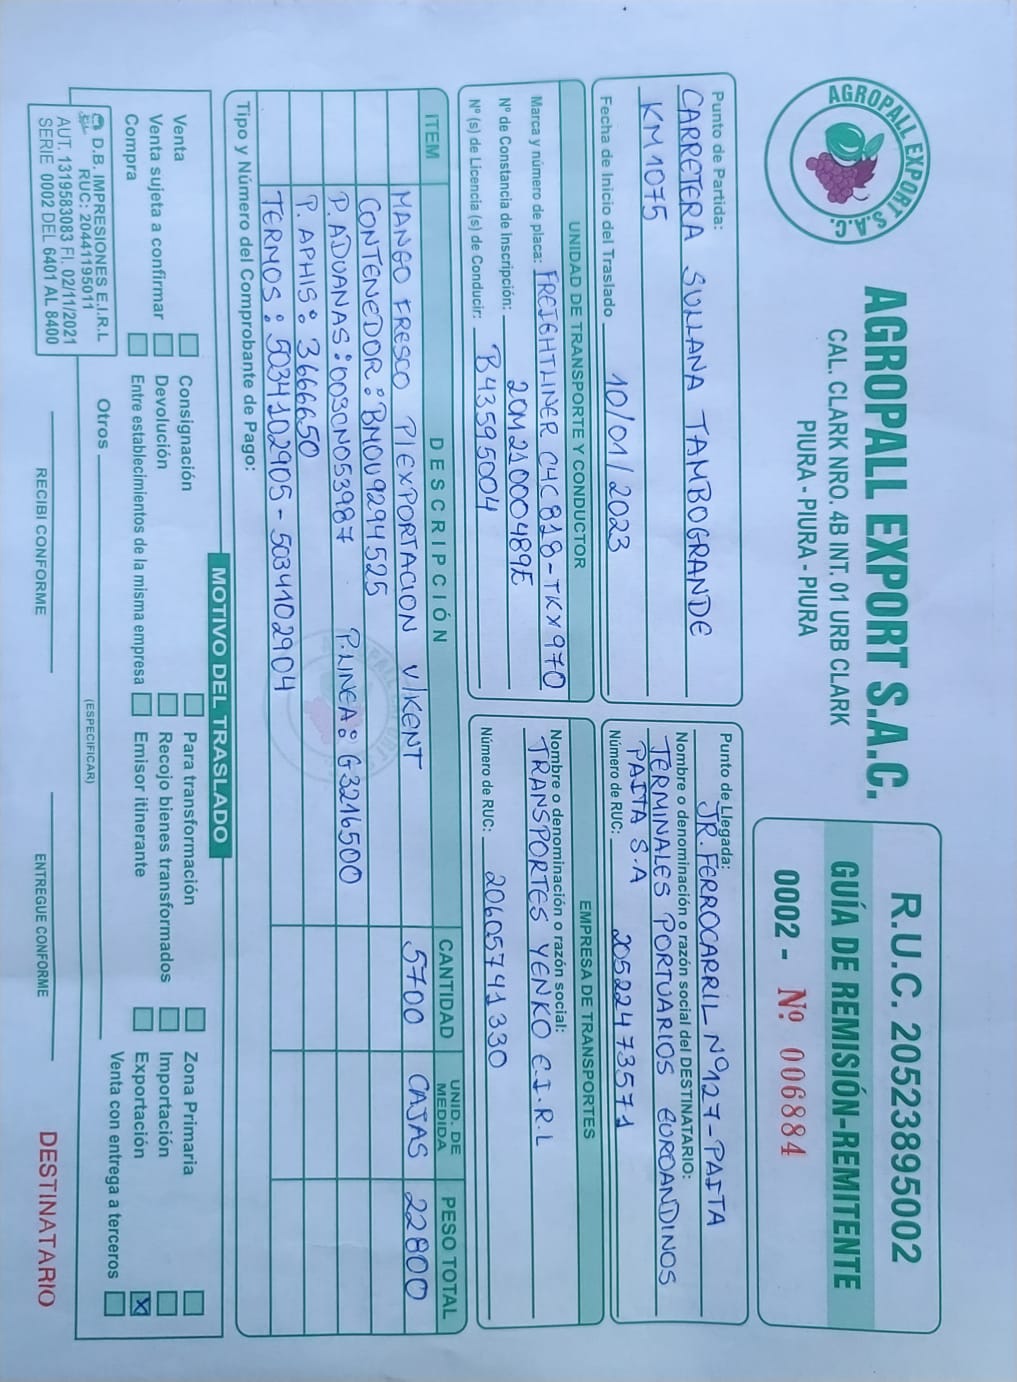 AGROPALL EXPORT S.A.C.
AGROPALL EXPORT S.A.C.
CAL. CLARK NRO. 4B INT. 01 URB CLARK
PIURA - PIURA - PIURA
R.U.C. 20523895002
GUÍA DE REMISIÓN-REMITENTE
0002 - Nº 006884
Punto de Partida:
CARRETERA SULLANA TAMBOGRANDE
KM 1075
Fecha de Inicio del Traslado 10/01/2023
Punto de Llegada:
JR. FERROCARRIL Nº127-PAITA
Nombre o denominación o razón social del DESTINATARIO:
TERMINALES PORTUARIOS EUROANDINOS
PAITA S.A
Número de RUC: 20522473571
UNIDAD DE TRANSPORTE Y CONDUCTOR
Marca y número de placa: FREIGHTLINER C4C818-TKX970
Nº de Constancia de Inscripción: 20M21000489E
Nº (s) de Licencia (s) de Conducir: B43595004
EMPRESA DE TRANSPORTES
Nombre o denominación o razón social:
TRANSPORTES YENKO E.I.R.L
Número de RUC: 20605741330
ITEM DESCRIPCIÓN CANTIDAD UNID. DE MEDIDA PESO TOTAL
MANGO FRESCO P/EXPORTACION V/KENT 5700 CAJAS 22800
CONTENEDOR: BMOU9294525
P. ADUANAS: 003CN053987 P.LINEA: G3216500
P. APHIS: 3666650
TERMOS: 5034102905 - 5034102904
Tipo y Número del Comprobante de Pago:
MOTIVO DEL TRASLADO
Venta Consignación Para transformación Zona Primaria
Venta sujeta a confirmar Devolución Recojo bienes transformados Importación
Compra Entre establecimientos de la misma empresa Emisor itinerante Exportación X
Venta con entrega a terceros
Otros
(ESPECIFICAR)
D.B. IMPRESIONES E.I.R.L
RUC: 20441195011
AUT. 1319583083 FI. 02/11/2021
SERIE 0002 DEL 6401 AL 8400
RECIBI CONFORME
ENTREGUE CONFORME
DESTINATARIO